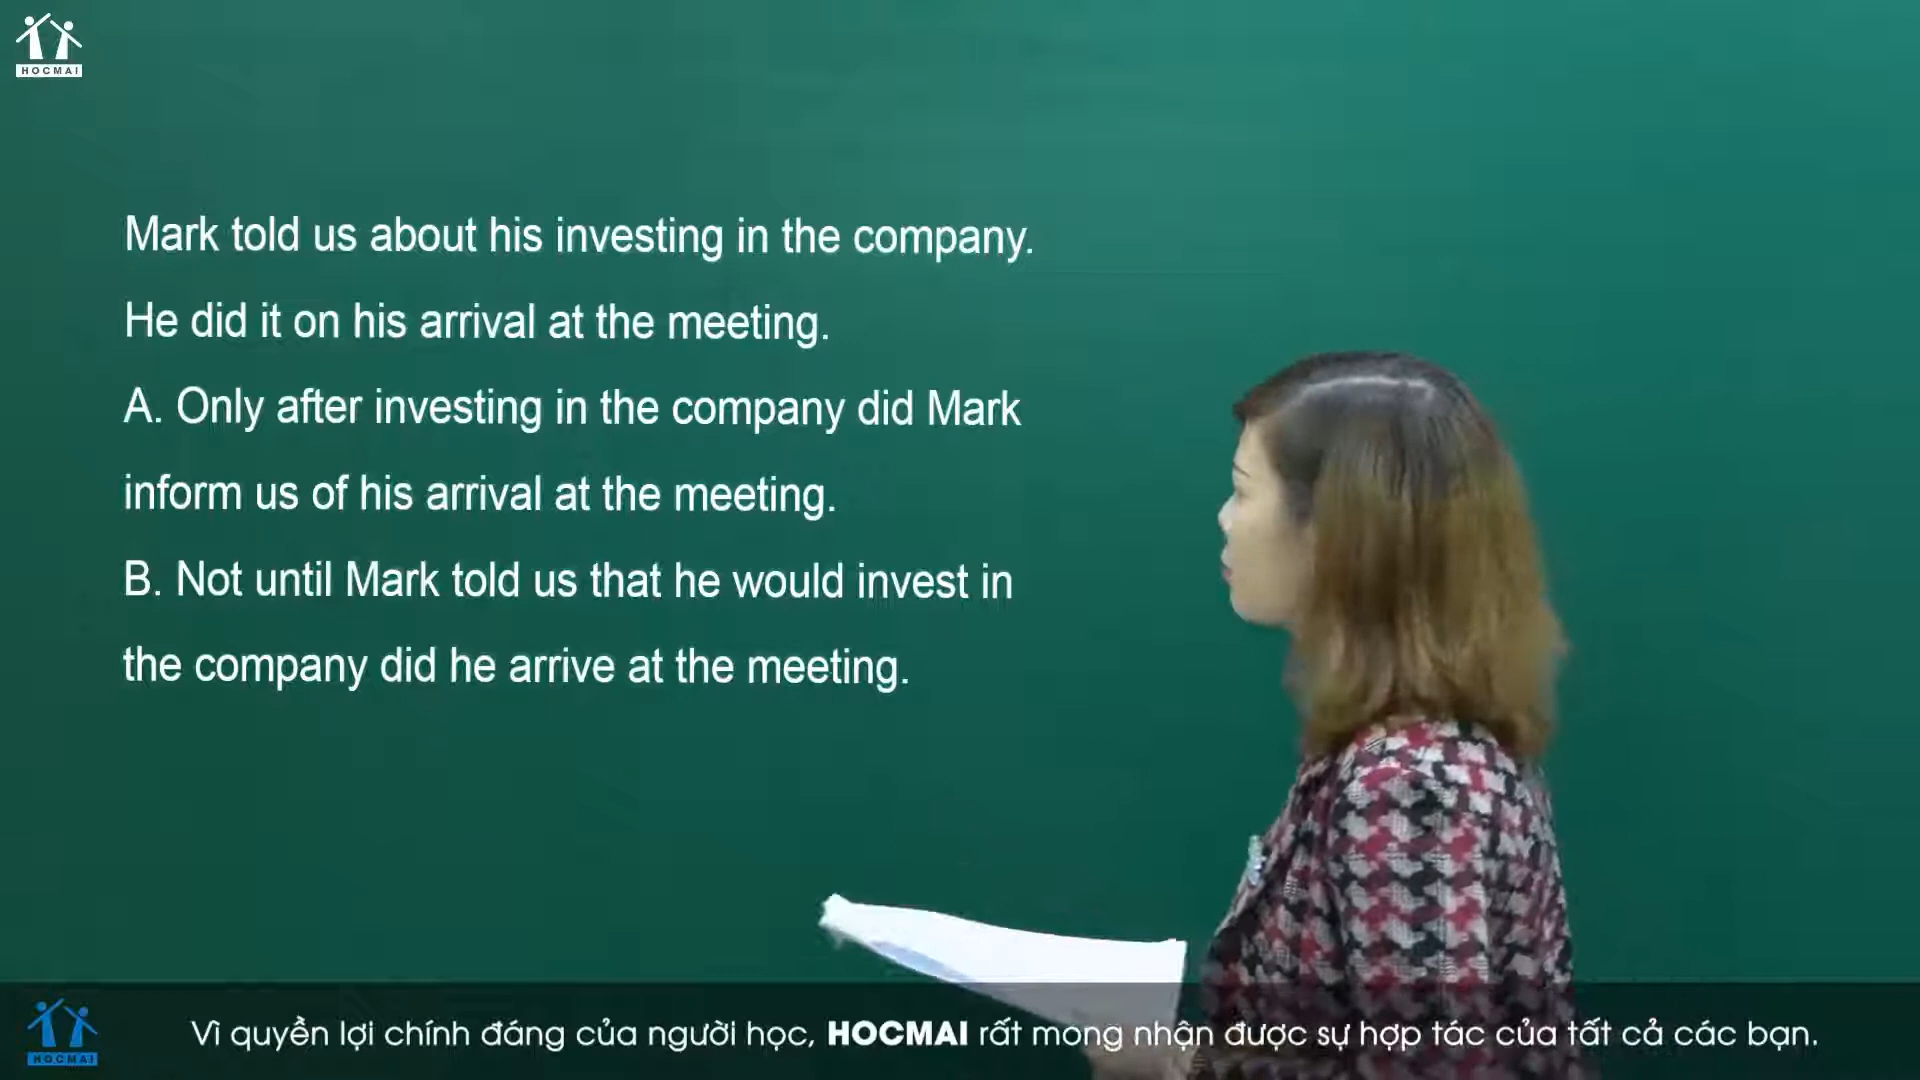 HOCMAI
Mark told us about his investing in the company.
He did it on his arrival at the meeting.
A. Only after investing in the company did Mark
inform us of his arrival at the meeting.
B. Not until Mark told us that he would invest in
the company did he arrive at the meeting.
HOCMAI
Vì quyền lợi chính đáng của người học, HOCMAI rất mong nhận được sự hợp tác của tất cả các bạn.